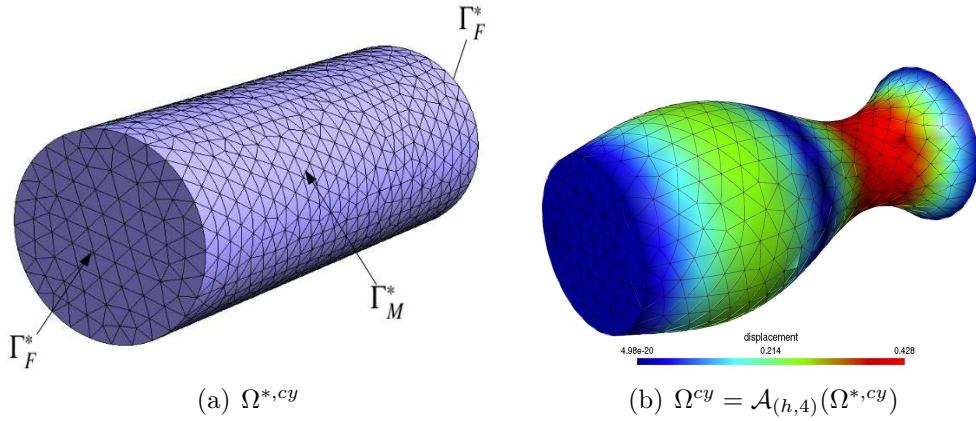 Γ*F
Γ*M
Γ*F
displacement
4.98e-20 0.214 0.428
(a) Ω*,cy
(b) Ωcy = A(h,4)(Ω*,cy)